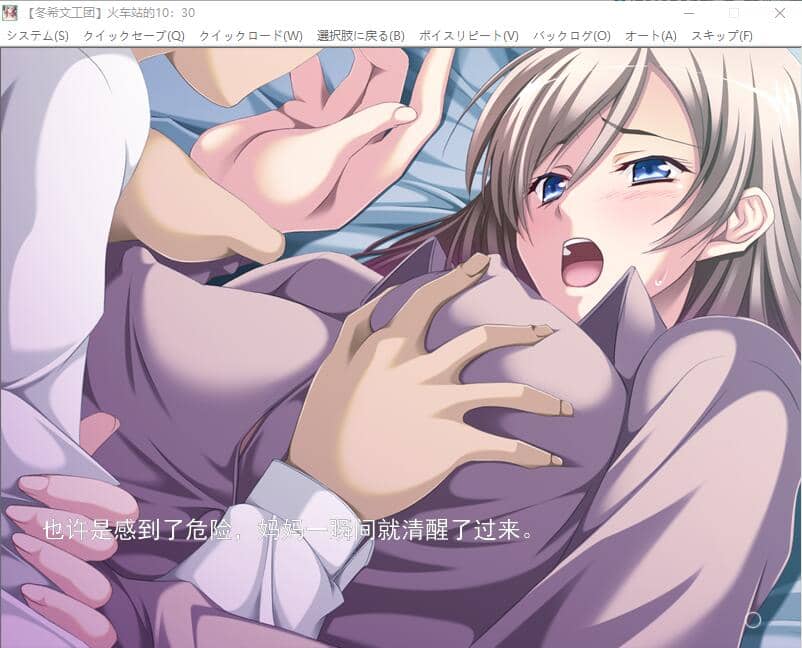 【冬希文工团】火车站的10：30
システム(S) クイックセーブ(Q) クイックロード(W) 選択肢に戻る(B) ボイスリピート(V) バックログ(O) オート(A) スキップ(F)
也许是感到了危险，妈妈一瞬间就清醒了过来。